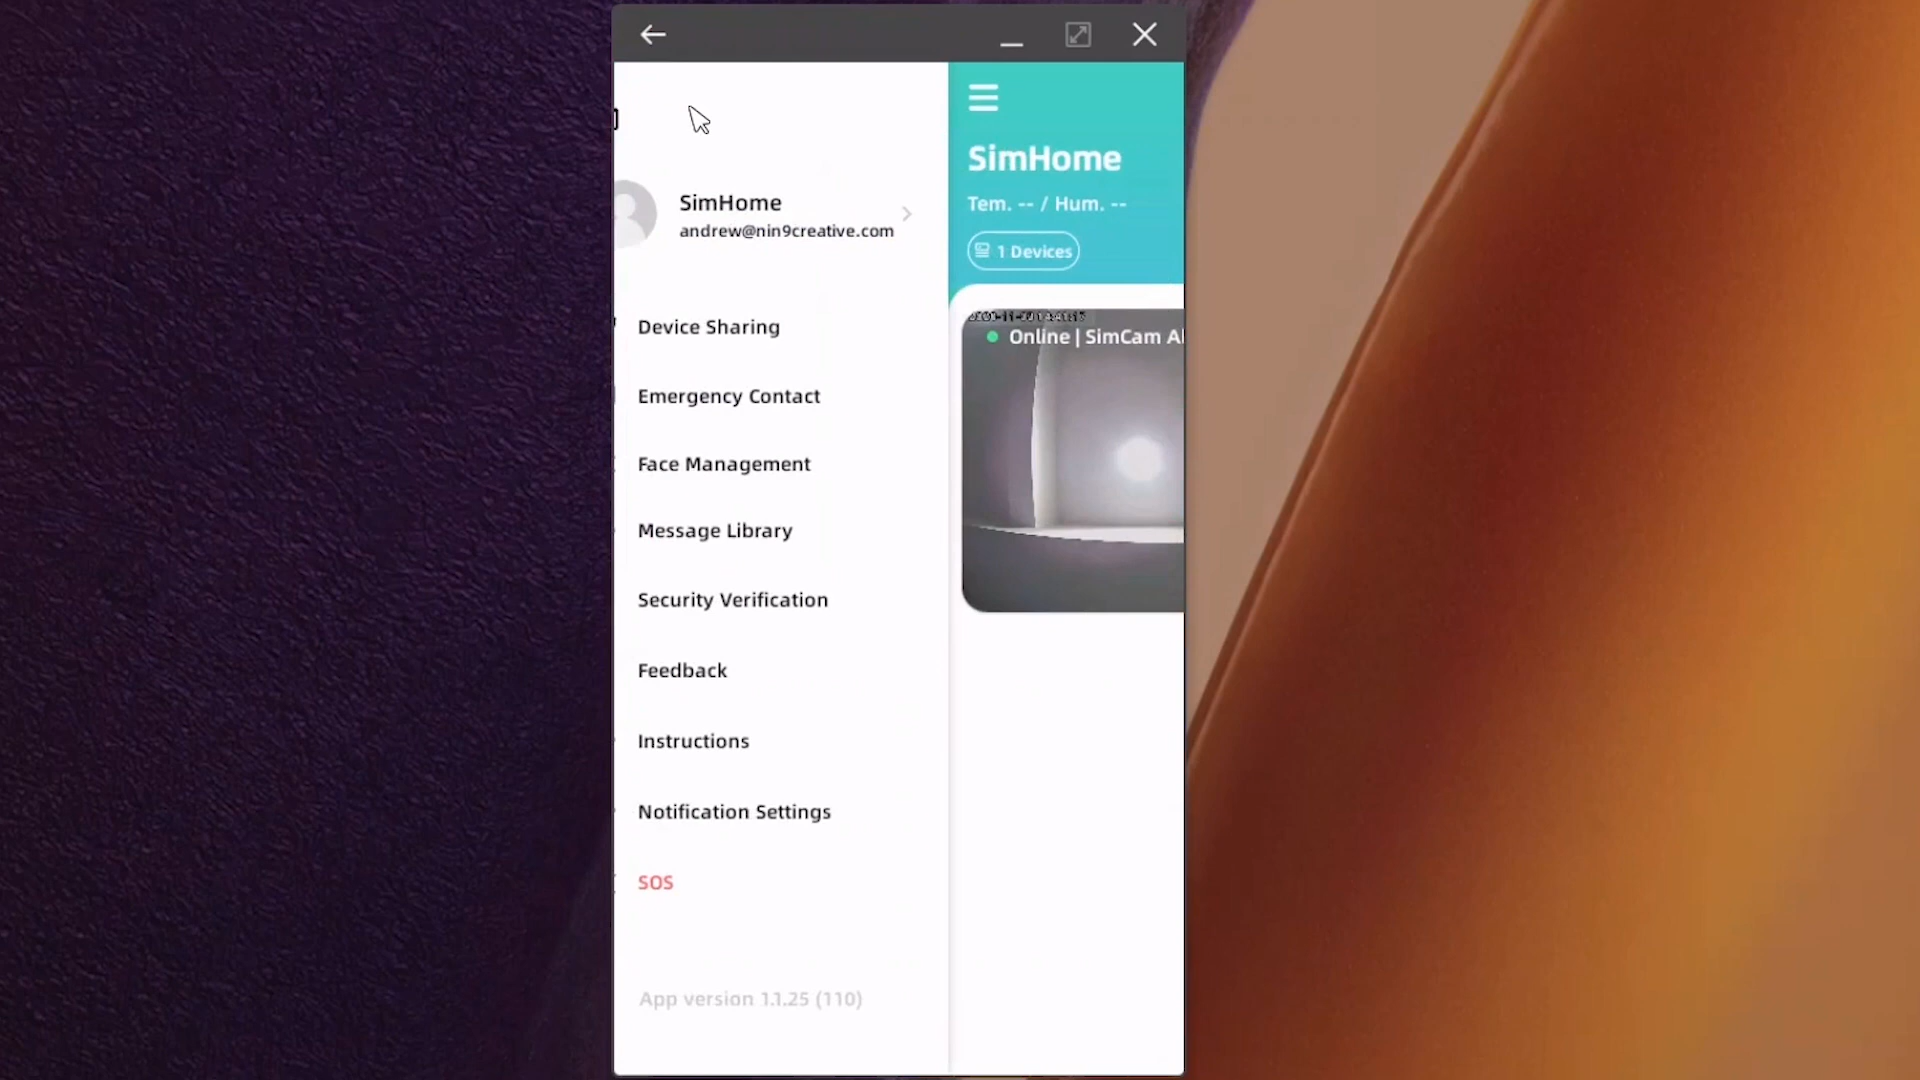 SimHome
andrew@nin9creative.com
Device Sharing
Emergency Contact
Face Management
Message Library
Security Verification
Feedback
Instructions
Notification Settings
SOS
App version 1.1.25 (110)
SimHome
Tem. -- / Hum. --
1 Devices
Online | SimCam Al